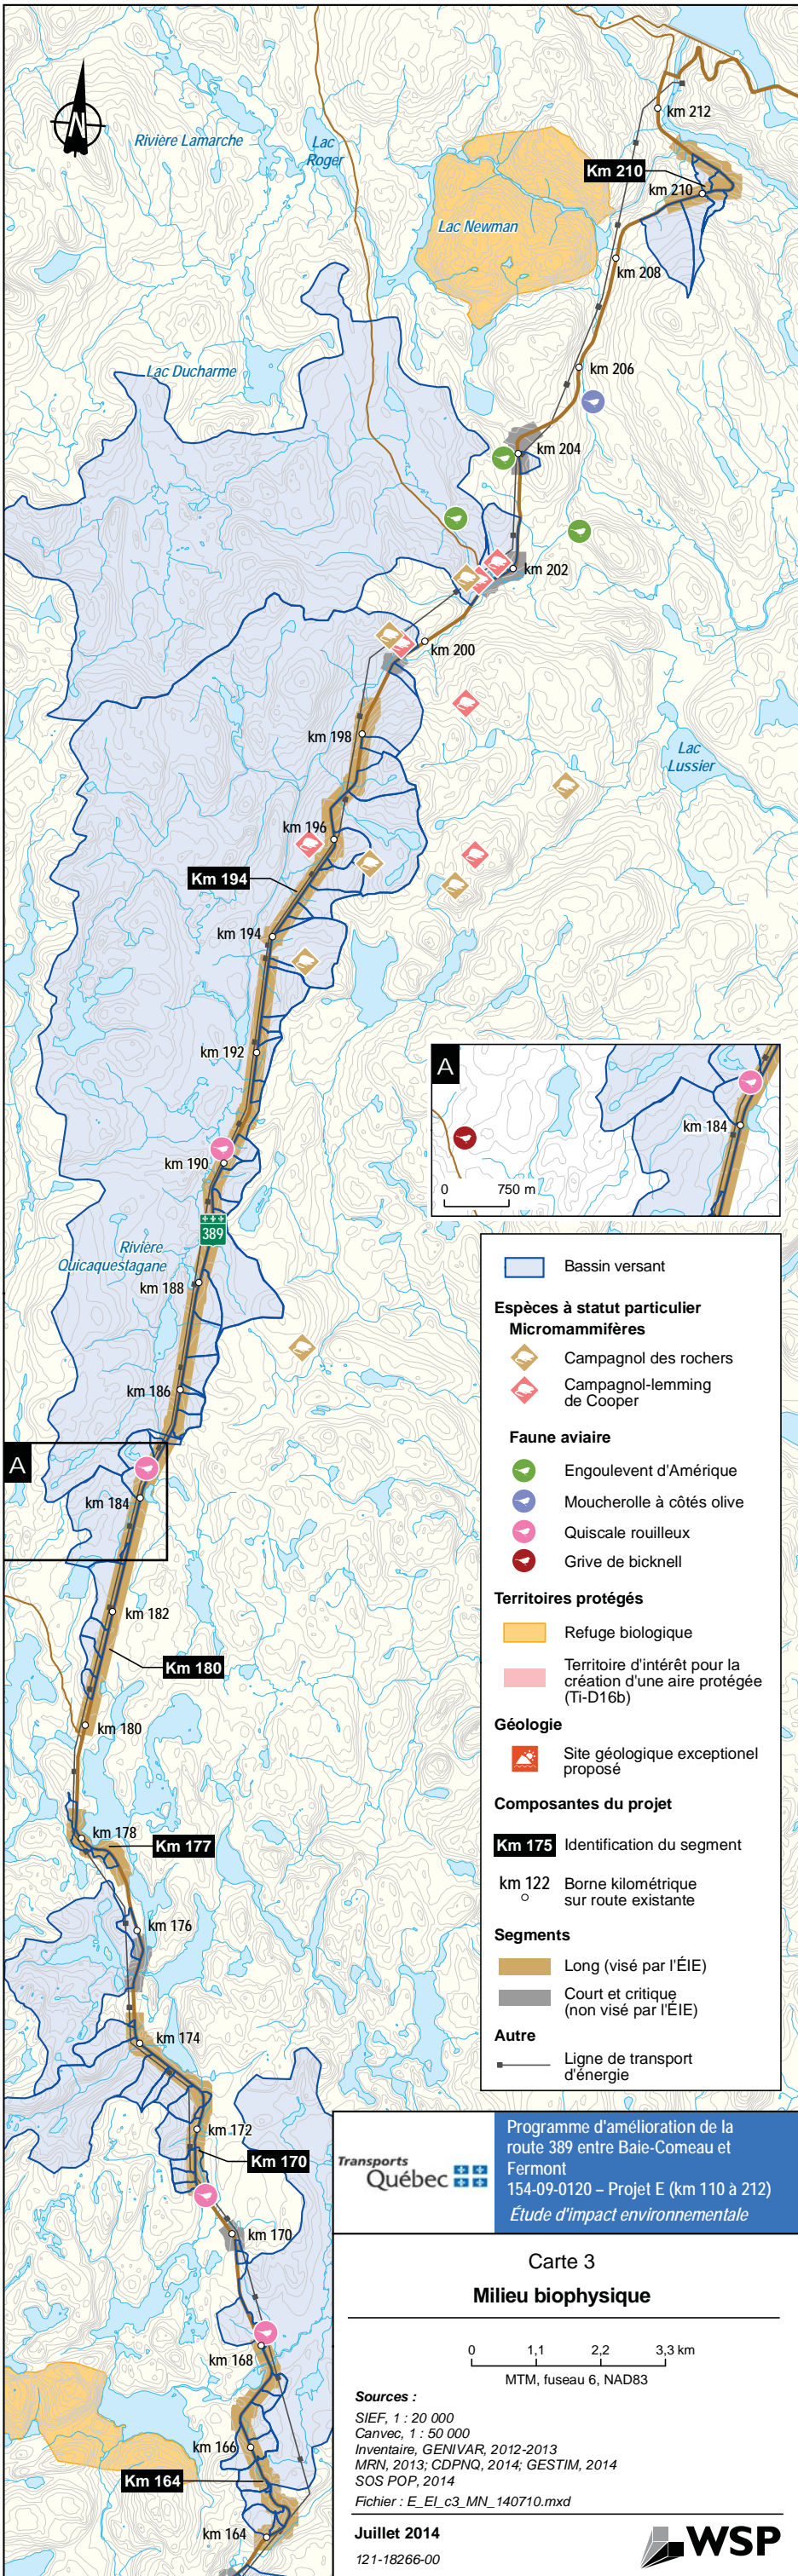 N
Rivière Lamarche
Lac
Roger
Lac Newman
km 212
Km 210
km 210
km 208
Lac Ducharme
km 206
km 204
km 202
km 200
km 198
Lac
Lussier
km 196
Km 194
km 194
km 192
A
km 184
0 750 m
km 190
389
Rivière
Quicaquestagane
km 188
km 186
A
km 184
km 182
Km 180
km 180
km 178
Km 177
km 176
km 174
km 172
Km 170
km 170
km 168
km 166
Km 164
km 164
Bassin versant
Espèces à statut particulier
Micromammifères
Campagnol des rochers
Campagnol-lemming
de Cooper
Faune aviaire
Engoulevent d'Amérique
Moucherolle à côtés olive
Quiscale rouilleux
Grive de bicknell
Territoires protégés
Refuge biologique
Territoire d'intérêt pour la
création d'une aire protégée
(Ti-D16b)
Géologie
Site géologique exceptionel
proposé
Composantes du projet
Km 175 Identification du segment
km 122 Borne kilométrique
sur route existante
Segments
Long (visé par l'ÉIE)
Court et critique
(non visé par l'ÉIE)
Autre
Ligne de transport
d'énergie
Transports
Québec
Programme d'amélioration de la
route 389 entre Baie-Comeau et
Fermont
154-09-0120 – Projet E (km 110 à 212)
Étude d'impact environnementale
Carte 3
Milieu biophysique
0 1,1 2,2 3,3 km
MTM, fuseau 6, NAD83
Sources :
SIEF, 1 : 20 000
Canvec, 1 : 50 000
Inventaire, GENIVAR, 2012-2013
MRN, 2013; CDPNQ, 2014; GESTIM, 2014
SOS POP, 2014
Fichier : E_EI_c3_MN_140710.mxd
Juillet 2014
121-18266-00
WSP